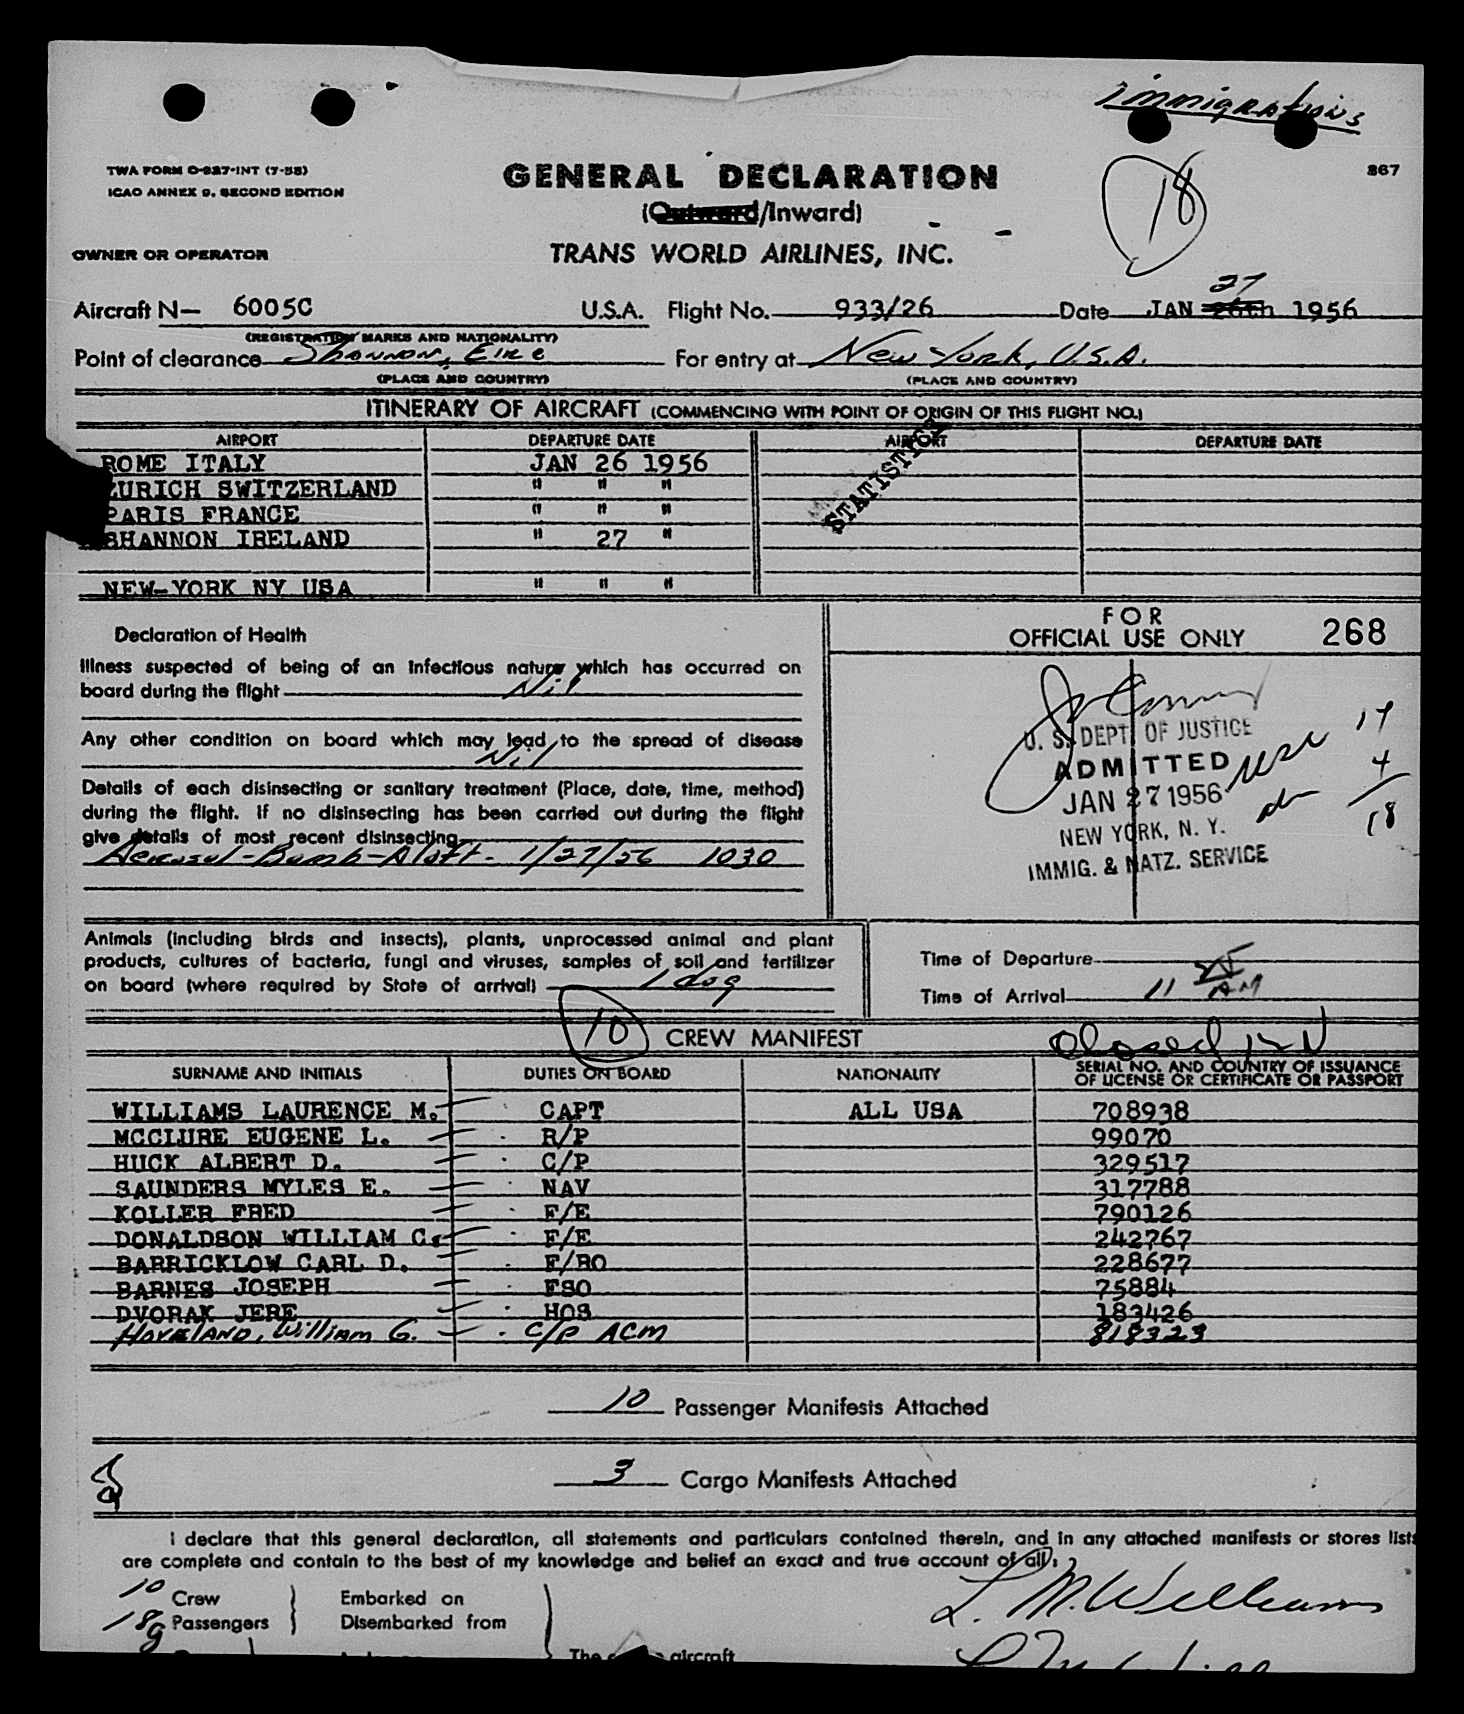 Immigrations
TWA FORM O-827-INT (7-55)
ICAO ANNEX 9, SECOND EDITION
GENERAL DECLARATION
18
867
(Outward/Inward)
OWNER OR OPERATOR
TRANS WORLD AIRLINES, INC.
27
Aircraft N— 6005C U.S.A. Flight No. 933/26 Date JAN 26th 1956
(REGISTRATION MARKS AND NATIONALITY)
Point of clearance Shannon, Eire For entry at New York, U.S.A.
(PLACE AND COUNTRY) (PLACE AND COUNTRY)
ITINERARY OF AIRCRAFT (COMMENCING WITH POINT OF ORIGIN OF THIS FLIGHT NO.)
AIRPORT DEPARTURE DATE AIRPORT DEPARTURE DATE
ROME ITALY JAN 26 1956
ZURICH SWITZERLAND " " "
PARIS FRANCE " " "
SHANNON IRELAND " 27 "
NEW-YORK NY USA " " "
STATISTICS
Declaration of Health
Illness suspected of being of an infectious nature which has occurred on
board during the flight Nil
Any other condition on board which may lead to the spread of disease
Nil
Details of each disinsecting or sanitary treatment (Place, date, time, method)
during the flight. If no disinsecting has been carried out during the flight
give details of most recent disinsecting
Aerosol-Bomb-Aloft- 1/27/56 1030
FOR
OFFICIAL USE ONLY 268
U. S. DEPT. OF JUSTICE
ADMITTED
JAN 27 1956
NEW YORK, N. Y.
IMMIG. & NATZ. SERVICE
4
18
Animals (including birds and insects), plants, unprocessed animal and plant
products, cultures of bacteria, fungi and viruses, samples of soil and fertilizer
on board (where required by State of arrival) 1 dog
Time of Departure
Time of Arrival 11 25 AM
10 CREW MANIFEST
SURNAME AND INITIALS DUTIES ON BOARD NATIONALITY SERIAL NO. AND COUNTRY OF ISSUANCE
OF LICENSE OR CERTIFICATE OR PASSPORT
WILLIAMS LAURENCE M. CAPT ALL USA 708938
MCCLURE EUGENE L. R/P 99070
HUCK ALBERT D. C/P 329517
SAUNDERS MYLES E. NAV 317788
KOLLER FRED F/E 790126
DONALDSON WILLIAM C. F/E 242767
BARRICKLOW CARL D. F/RO 228677
BARNES JOSEPH FSO 75884
DVORAK JERE HOS 183426
Hoveland, William G. C/P ACM 818323
10 Passenger Manifests Attached
3 Cargo Manifests Attached
I declare that this general declaration, all statements and particulars contained therein, and in any attached manifests or stores lists
are complete and contain to the best of my knowledge and belief an exact and true account of all:
L. M. Williams
10 Crew Embarked on
18 Passengers Disembarked from
aircraft